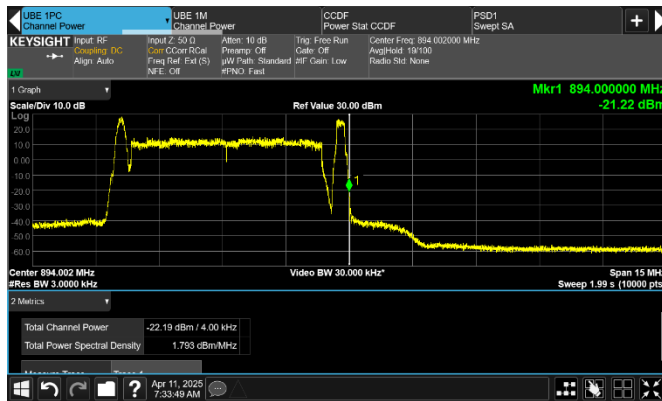 UBE 1PC
Channel Power
UBE 1M
Channel Power
CCDF
Power Stat CCDF
PSD1
Swept SA
KEYSIGHT
Input: RF
Coupling: DC
Align: Auto
Input Z: 50 Ω
Corr CCorr RCal
Freq Ref: Ext (S)
NFE: Off
Atten: 10 dB
Preamp: Off
µW Path: Standard
#PNO: Fast
Trig: Free Run
Gate: Off
#IF Gain: Low
Center Freq: 894.002000 MHz
Avg|Hold: 19/100
Radio Std: None
1 Graph
Scale/Div 10.0 dB
Ref Value 30.00 dBm
Mkr1 894.000000 MHz
-21.22 dBm
Log
20.0
10.0
0.00
-10.0
-20.0
-30.0
-40.0
-50.0
-60.0
1
Center 894.002 MHz
#Res BW 3.0000 kHz
Video BW 30.000 kHz*
Span 15 MH
Sweep 1.99 s (10000 pts
2 Metrics
Total Channel Power -22.19 dBm / 4.00 kHz
Total Power Spectral Density 1.793 dBm/MHz
?
Apr 11, 2025
7:33:49 AM